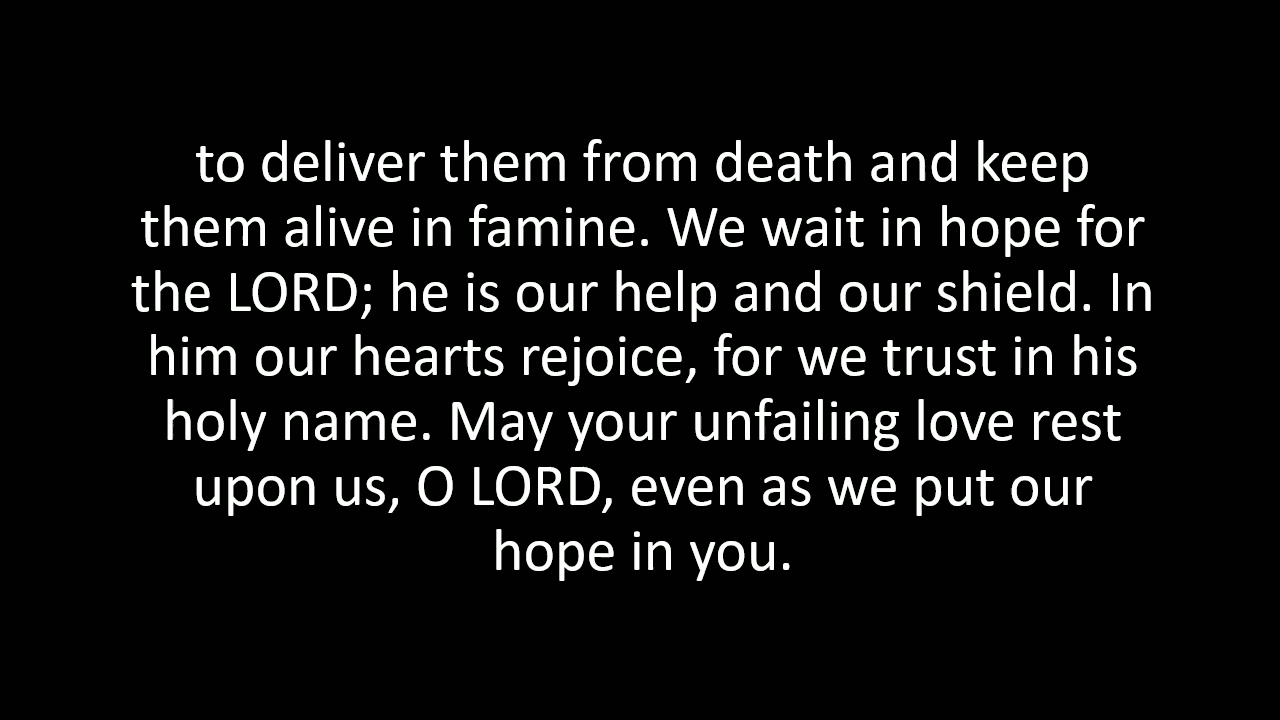 to deliver them from death and keep
them alive in famine. We wait in hope for
the LORD; he is our help and our shield. In
him our hearts rejoice, for we trust in his
holy name. May your unfailing love rest
upon us, O LORD, even as we put our
hope in you.